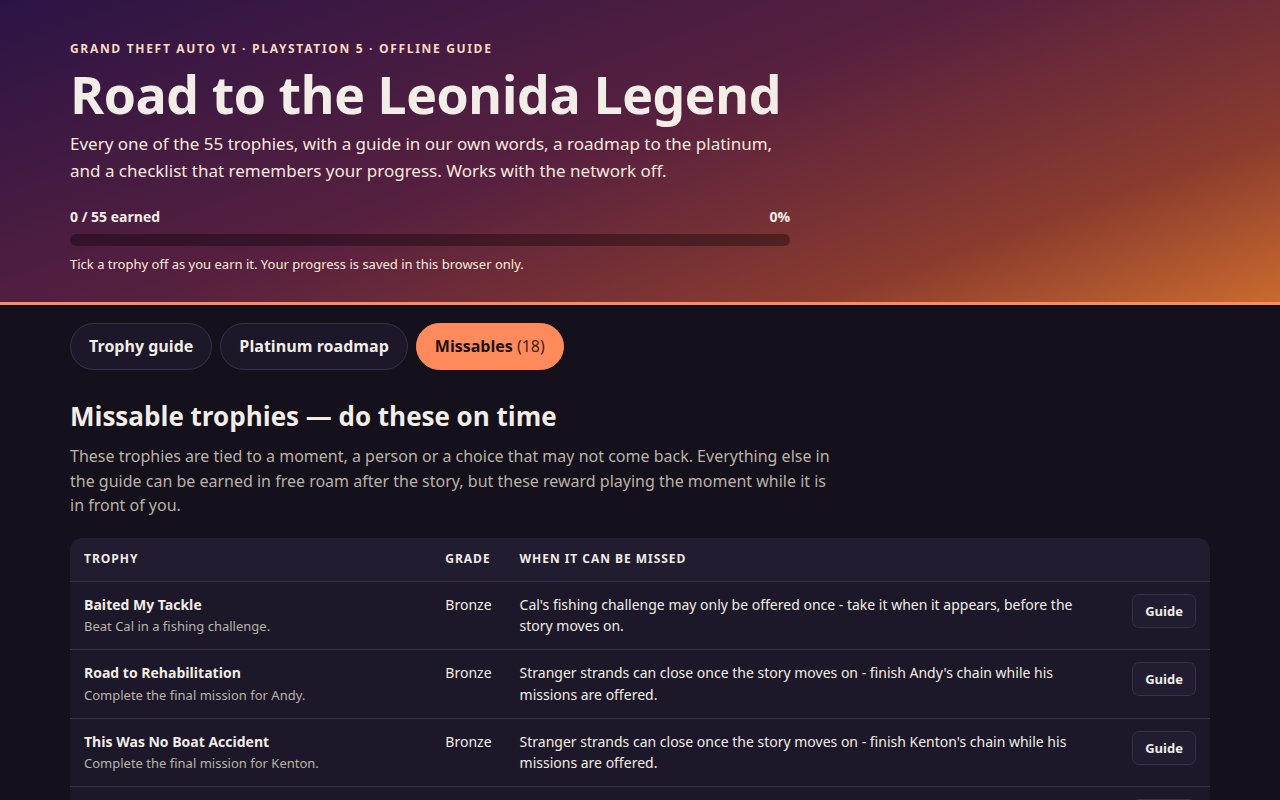 GRAND THEFT AUTO VI · PLAYSTATION 5 · OFFLINE GUIDE
Road to the Leonida Legend
Every one of the 55 trophies, with a guide in our own words, a roadmap to the platinum,
and a checklist that remembers your progress. Works with the network off.
0 / 55 earned 0%
Tick a trophy off as you earn it. Your progress is saved in this browser only.
Trophy guide Platinum roadmap Missables (18)
Missable trophies — do these on time
These trophies are tied to a moment, a person or a choice that may not come back. Everything else in
the guide can be earned in free roam after the story, but these reward playing the moment while it is
in front of you.
TROPHY GRADE WHEN IT CAN BE MISSED
Baited My Tackle Bronze Cal's fishing challenge may only be offered once - take it when it appears, before the Guide
Beat Cal in a fishing challenge. story moves on.
Road to Rehabilitation Bronze Stranger strands can close once the story moves on - finish Andy's chain while his Guide
Complete the final mission for Andy. missions are offered.
This Was No Boat Accident Bronze Stranger strands can close once the story moves on - finish Kenton's chain while his Guide
Complete the final mission for Kenton. missions are offered.